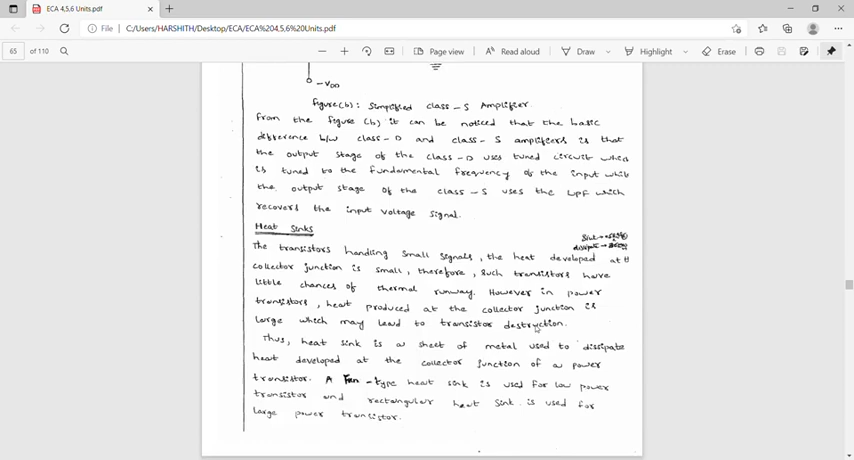 ECA 4,5,6 Units.pdf
File
C:/Users/HARSHITH/Desktop/ECA/ECA%204,5,6%20Units.pdf
65 of 110
Page view
Read aloud
Draw
Highlight
Erase
-VDD
figure(b): Simplified class-S Amplifier.
From the figure (b) it can be noticed that the basic
difference b/w class-D and class-S amplifiers is that
the output stage of the class-D uses tuned circuit which
is tuned to the fundamental frequency of the input while
the output stage of the class-S uses the LPF which
recovers the input voltage signal.
Heat Sinks
Sink→
dissipate→
The transistors handling small signals, the heat developed at th
collector junction is small, therefore, such transistors have
little chances of thermal runway. However in power
transistors, heat produced at the collector junction is
large which may lead to transistor destruction.
Thus, heat sink is a sheet of metal used to dissipate
heat developed at the collector junction of a power
transistor. A Fan-type heat sink is used for low power
transistor and rectangular heat sink is used for
large power transistor.